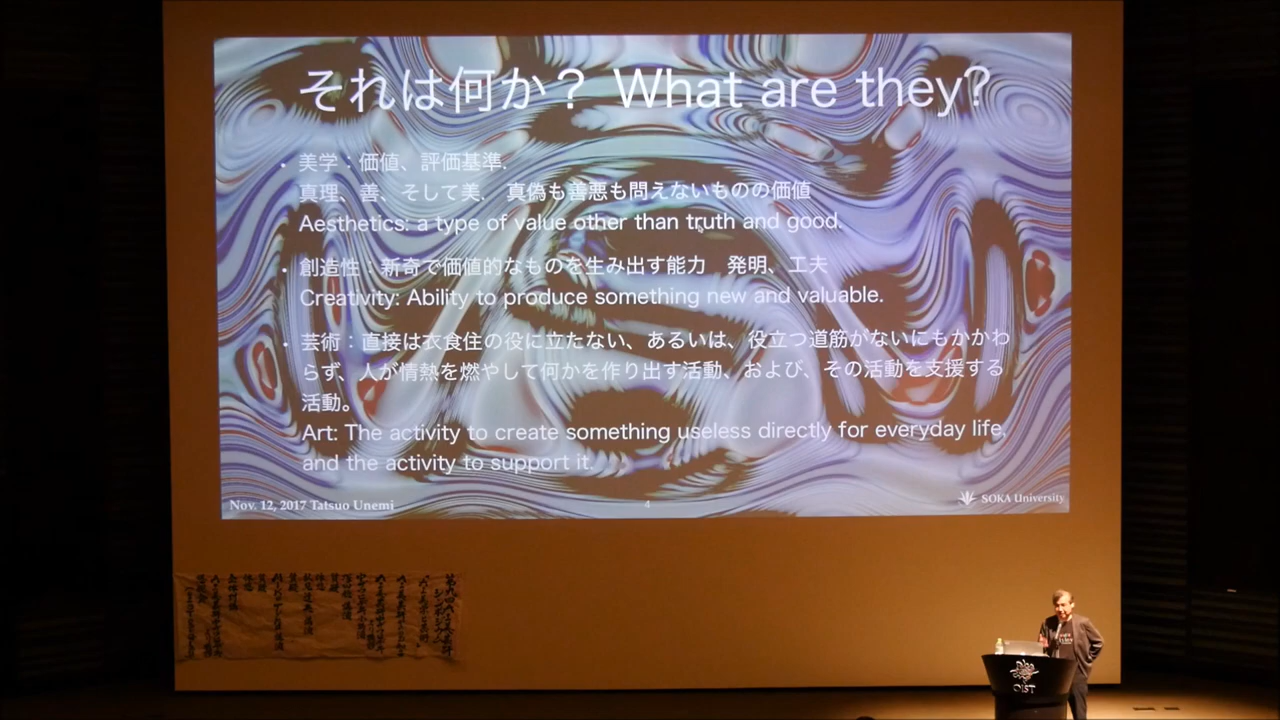 それは何か？ What are they?
・美学：価値、評価基準.
真理、善、そして美. 真偽も善悪も問えないものの価値
Aesthetics: a type of value other than truth and good.
・創造性：新奇で価値的なものを生み出す能力　発明、工夫
Creativity: Ability to produce something new and valuable.
・芸術：直接は衣食住の役に立たない、あるいは、役立つ道筋がないにもかかわ
らず、人が情熱を燃やして何かを作り出す活動、および、その活動を支援する
活動。
Art: The activity to create something useless directly for everyday life,
and the activity to support it.
Nov. 12, 2017 Tatsuo Unemi
4
SOKA University
OIST